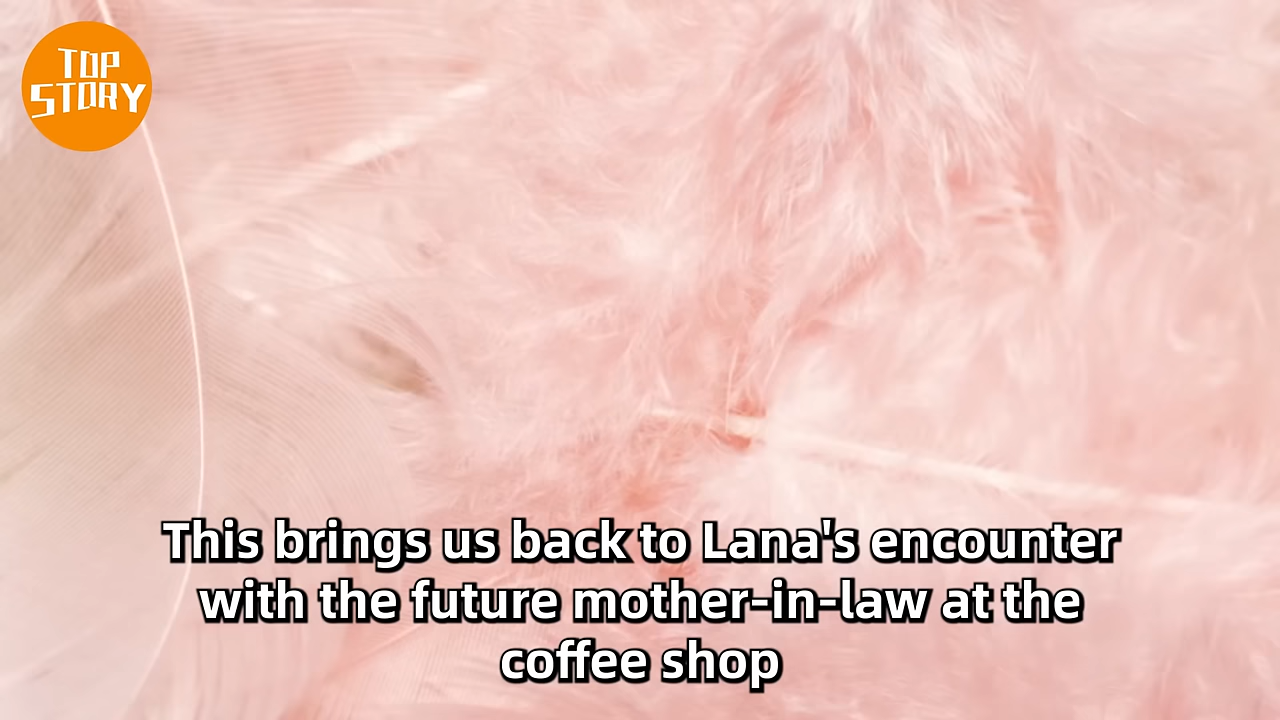 TOP
STORY
This brings us back to Lana's encounter
with the future mother-in-law at the
coffee shop